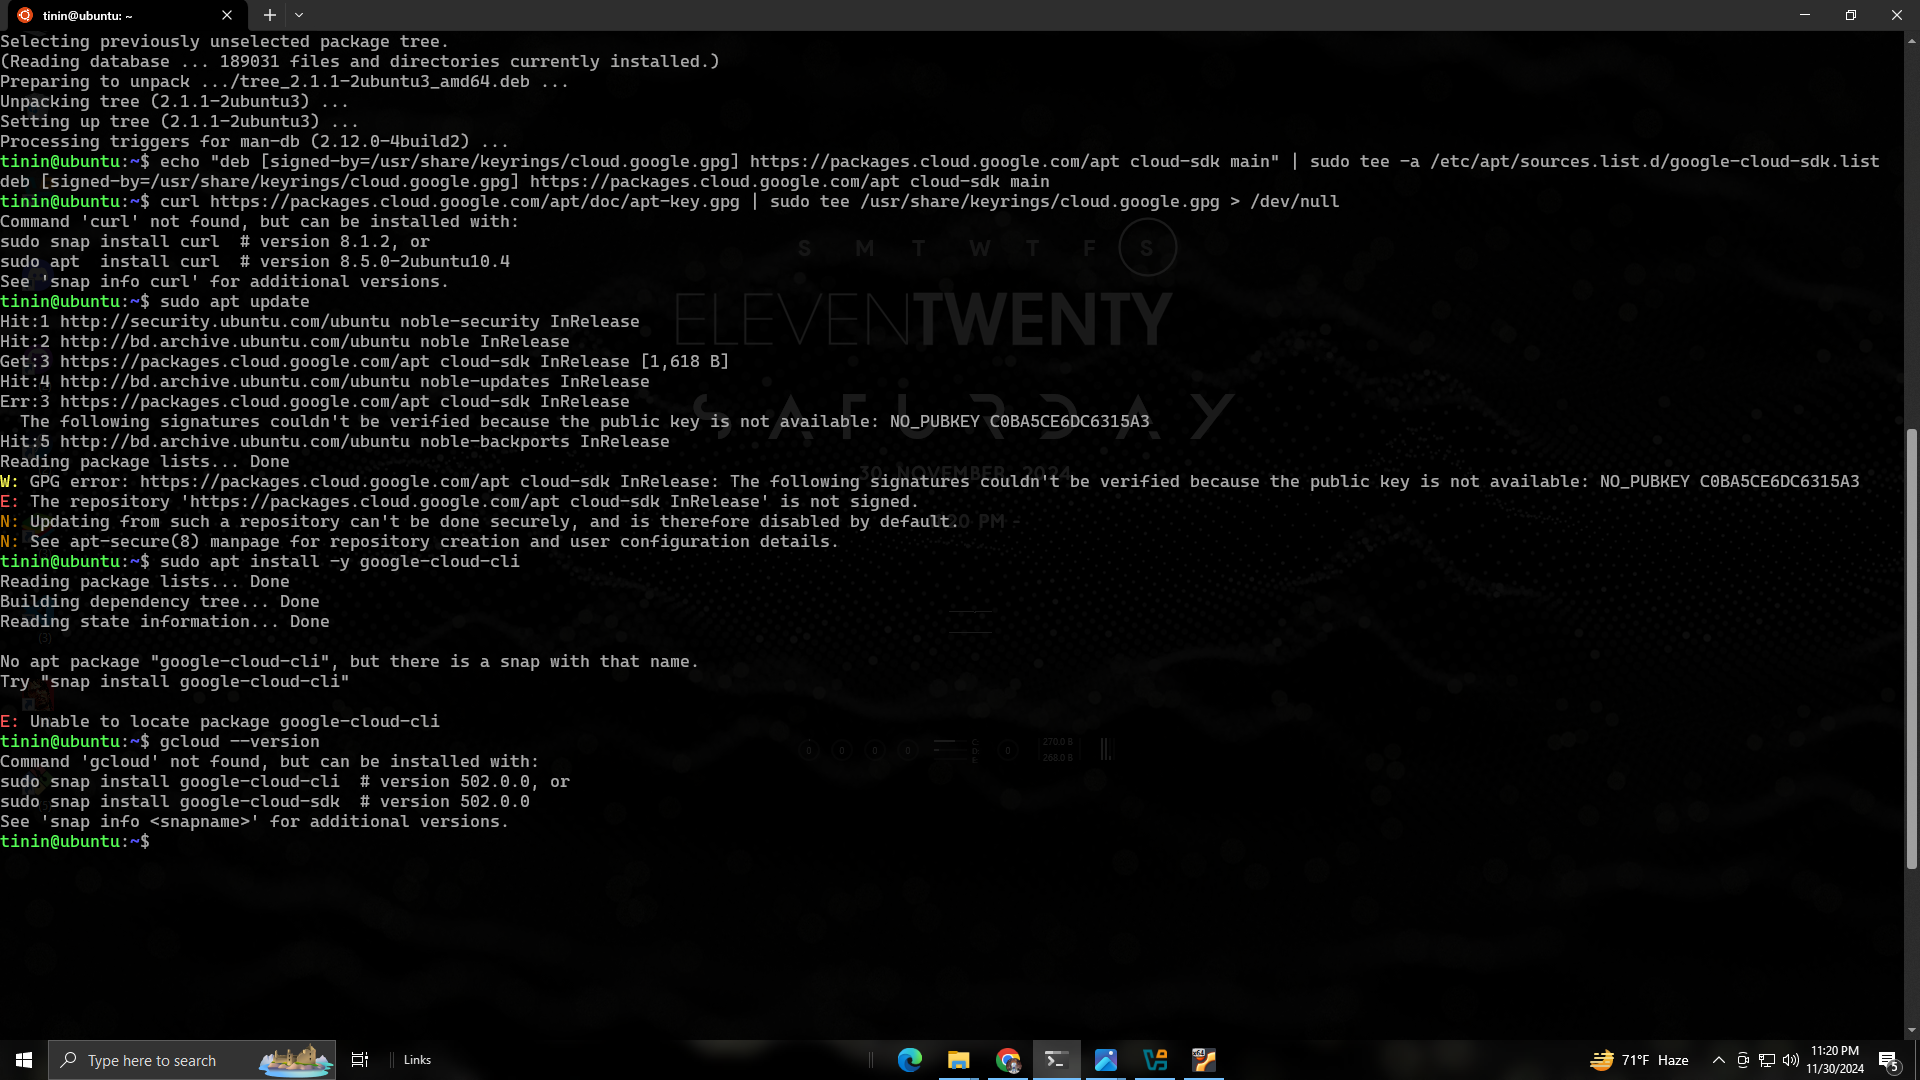 tinin@ubuntu: ~
Selecting previously unselected package tree.
(Reading database ... 189031 files and directories currently installed.)
Preparing to unpack .../tree_2.1.1-2ubuntu3_amd64.deb ...
Unpacking tree (2.1.1-2ubuntu3) ...
Setting up tree (2.1.1-2ubuntu3) ...
Processing triggers for man-db (2.12.0-4build2) ...
tinin@ubuntu:~$ echo "deb [signed-by=/usr/share/keyrings/cloud.google.gpg] https://packages.cloud.google.com/apt cloud-sdk main" | sudo tee -a /etc/apt/sources.list.d/google-cloud-sdk.list
deb [signed-by=/usr/share/keyrings/cloud.google.gpg] https://packages.cloud.google.com/apt cloud-sdk main
tinin@ubuntu:~$ curl https://packages.cloud.google.com/apt/doc/apt-key.gpg | sudo tee /usr/share/keyrings/cloud.google.gpg > /dev/null
Command 'curl' not found, but can be installed with:
sudo snap install curl  # version 8.1.2, or
sudo apt  install curl  # version 8.5.0-2ubuntu10.4
See 'snap info curl' for additional versions.
tinin@ubuntu:~$ sudo apt update
Hit:1 http://security.ubuntu.com/ubuntu noble-security InRelease
Hit:2 http://bd.archive.ubuntu.com/ubuntu noble InRelease
Get:3 https://packages.cloud.google.com/apt cloud-sdk InRelease [1,618 B]
Hit:4 http://bd.archive.ubuntu.com/ubuntu noble-updates InRelease
Err:3 https://packages.cloud.google.com/apt cloud-sdk InRelease
  The following signatures couldn't be verified because the public key is not available: NO_PUBKEY C0BA5CE6DC6315A3
Hit:5 http://bd.archive.ubuntu.com/ubuntu noble-backports InRelease
Reading package lists... Done
W: GPG error: https://packages.cloud.google.com/apt cloud-sdk InRelease: The following signatures couldn't be verified because the public key is not available: NO_PUBKEY C0BA5CE6DC6315A3
E: The repository 'https://packages.cloud.google.com/apt cloud-sdk InRelease' is not signed.
N: Updating from such a repository can't be done securely, and is therefore disabled by default.
N: See apt-secure(8) manpage for repository creation and user configuration details.
tinin@ubuntu:~$ sudo apt install -y google-cloud-cli
Reading package lists... Done
Building dependency tree... Done
Reading state information... Done
No apt package "google-cloud-cli", but there is a snap with that name.
Try "snap install google-cloud-cli"
E: Unable to locate package google-cloud-cli
tinin@ubuntu:~$ gcloud --version
Command 'gcloud' not found, but can be installed with:
sudo snap install google-cloud-cli  # version 502.0.0, or
sudo snap install google-cloud-sdk  # version 502.0.0
See 'snap info <snapname>' for additional versions.
tinin@ubuntu:~$
S M T W T F S
ELEVENTWENTY
SATURDAY
30 NOVEMBER, 2024
PM -
270.0 B
268.0 B
Type here to search
Links
71°F Haze
11:20 PM
11/30/2024
5